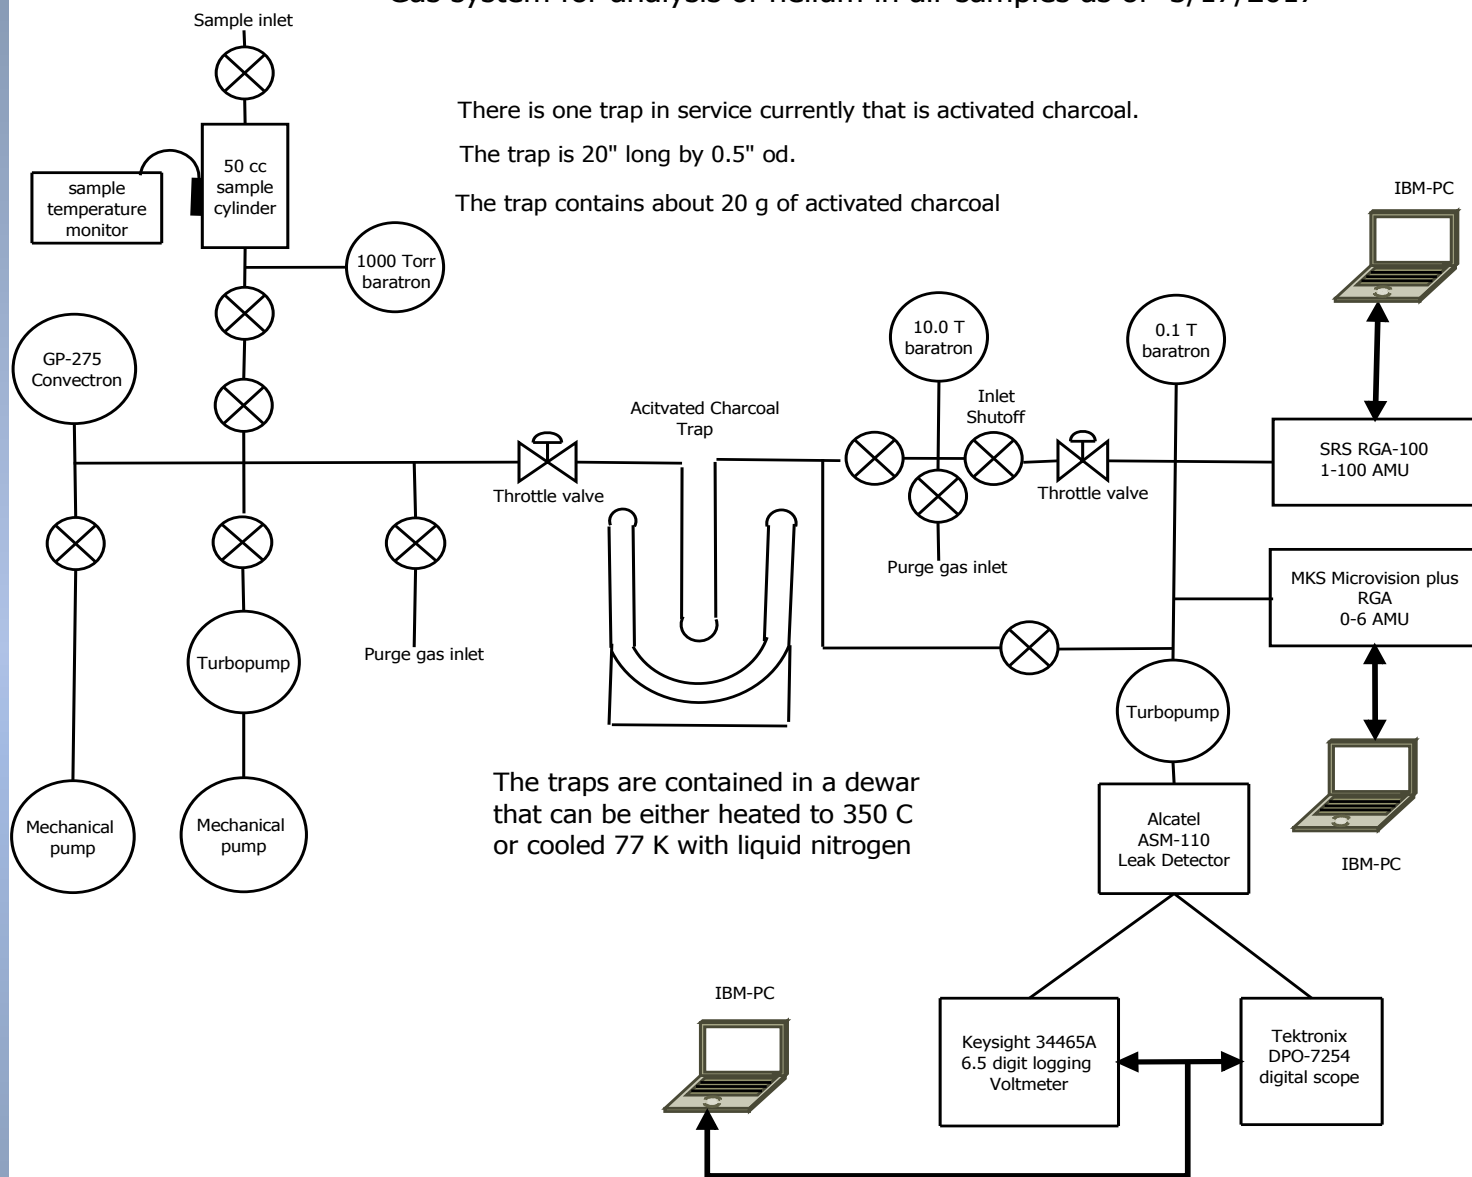 Gas system for analysis of helium in air samples as of 3/17/2017
Sample inlet
There is one trap in service currently that is activated charcoal.
The trap is 20" long by 0.5" od.
The trap contains about 20 g of activated charcoal
50 cc
sample
cylinder
sample
temperature
monitor
1000 Torr
baratron
IBM-PC
GP-275
Convectron
10.0 T
baratron
0.1 T
baratron
Inlet
Shutoff
Acitvated Charcoal
Trap
SRS RGA-100
1-100 AMU
Throttle valve
Throttle valve
Purge gas inlet
MKS Microvision plus
RGA
0-6 AMU
Purge gas inlet
Turbopump
Turbopump
The traps are contained in a dewar
that can be either heated to 350 C
or cooled 77 K with liquid nitrogen
Mechanical
pump
Mechanical
pump
Alcatel
ASM-110
Leak Detector
IBM-PC
IBM-PC
Keysight 34465A
6.5 digit logging
Voltmeter
Tektronix
DPO-7254
digital scope